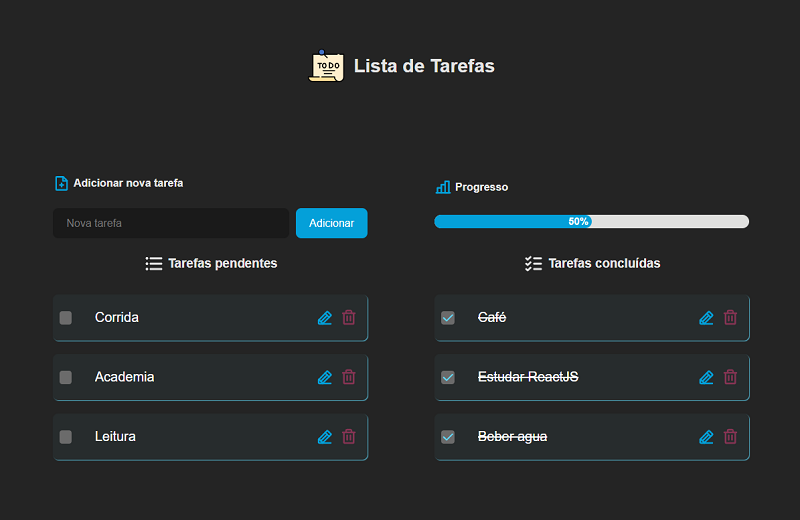 TO DO
Lista de Tarefas
Adicionar nova tarefa
Nova tarefa
Adicionar
Progresso
50%
Tarefas pendentes
Corrida
Academia
Leitura
Tarefas concluídas
Café
Estudar ReactJS
Beber agua